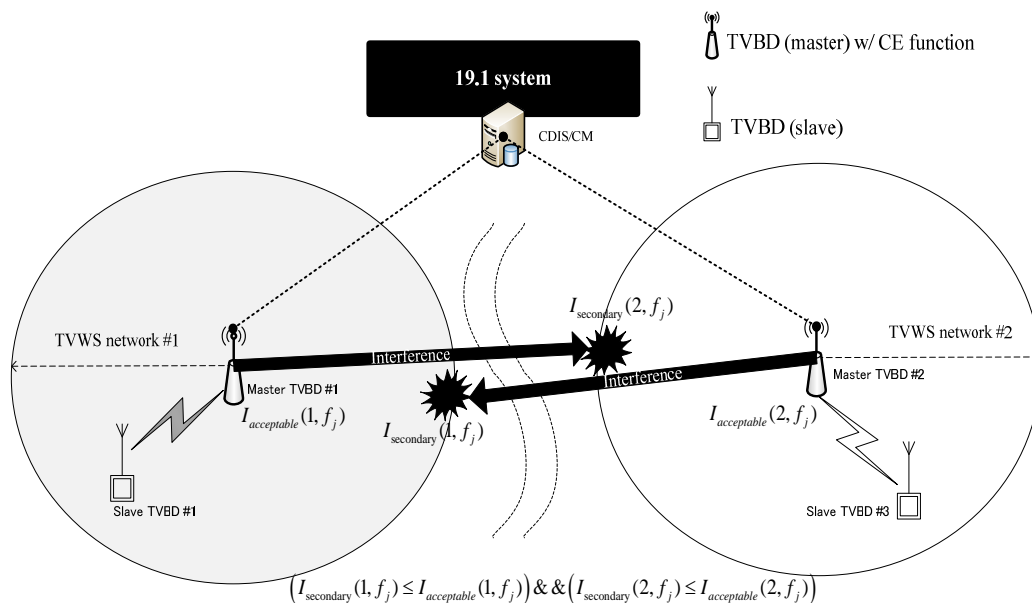 TVBD (master) w/ CE function
19.1 system
CDIS/CM
TVBD (slave)
I_secondary(2, f_j)
TVWS network #1
TVWS network #2
Interference
Interference
Master TVBD #1
Master TVBD #2
I_acceptable(1, f_j)
I_secondary(1, f_j)
I_acceptable(2, f_j)
Slave TVBD #1
Slave TVBD #3
(I_secondary(1, f_j) ≤ I_acceptable(1, f_j)) & &(I_secondary(2, f_j) ≤ I_acceptable(2, f_j))